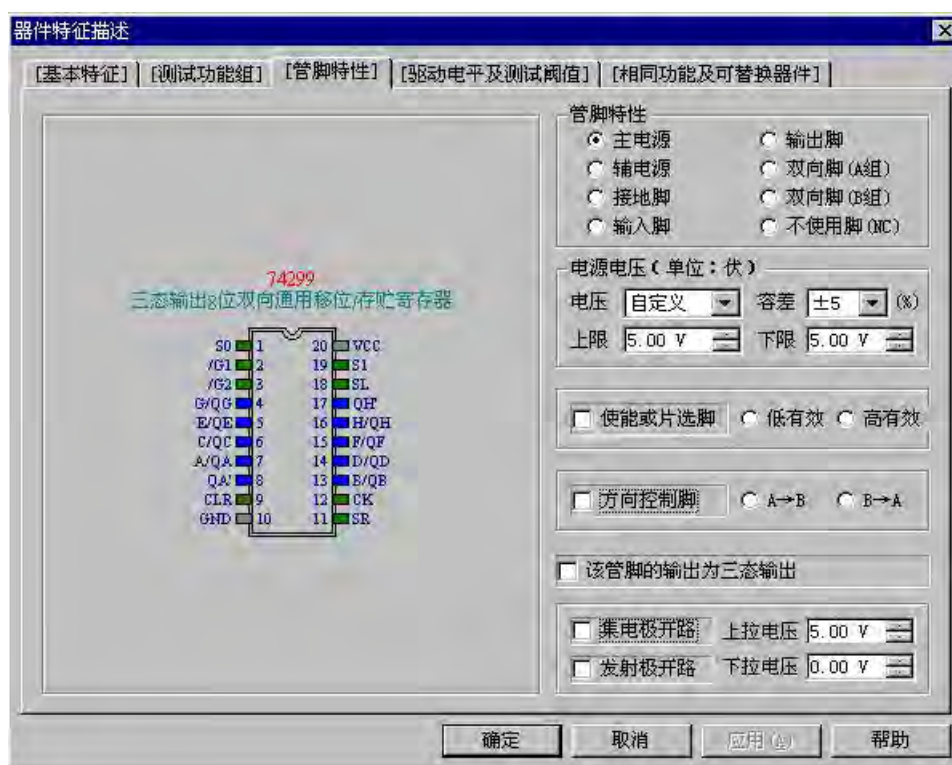 器件特征描述
[基本特征] [测试功能组] [管脚特性] [驱动电平及测试阈值] [相同功能及可替换器件]
74299
三态输出8位双向通用移位/存贮寄存器
S0 1 20 VCC
/G1 2 19 S1
/G2 3 18 SL
G/QG 4 17 QH'
E/QE 5 16 H/QH
C/QC 6 15 F/QF
A/QA 7 14 D/QD
QA' 8 13 B/QB
CLR 9 12 CK
GND 10 11 SR
管脚特性
主电源 输出脚
辅电源 双向脚(A组)
接地脚 双向脚(B组)
输入脚 不使用脚(NC)
电源电压(单位:伏)
电压 自定义 容差 ±5 (%)
上限 5.00 V 下限 5.00 V
使能或片选脚 低有效 高有效
方向控制脚 A→B B→A
该管脚的输出为三态输出
集电极开路 上拉电压 5.00 V
发射极开路 下拉电压 0.00 V
确定 取消 应用(A) 帮助